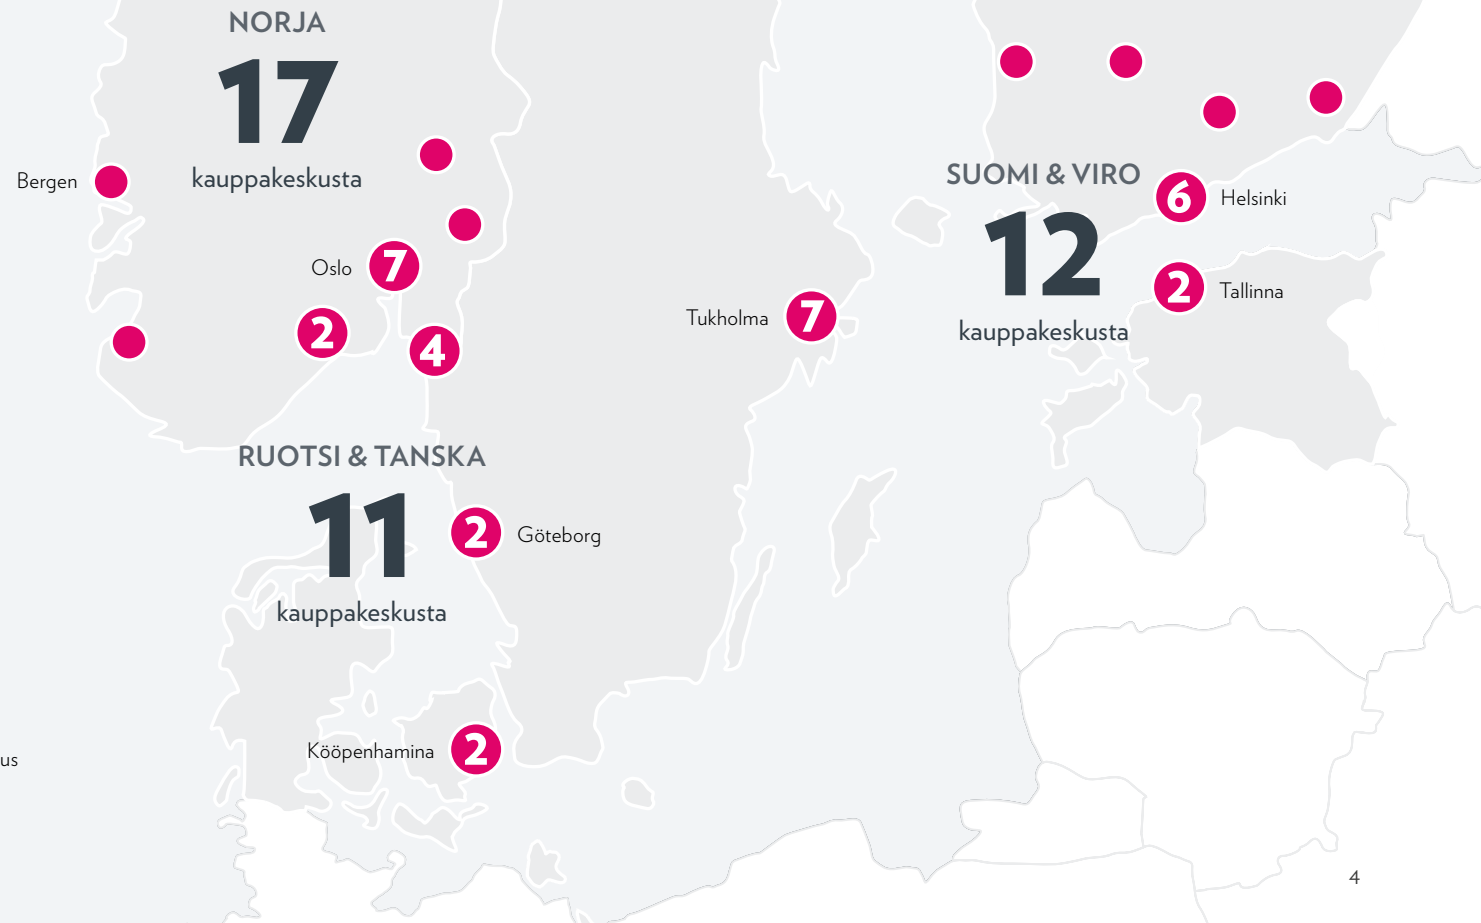 NORJA
17
kauppakeskusta
Bergen
Oslo
7
2
4
SUOMI & VIRO
12
kauppakeskusta
6
Helsinki
2
Tallinna
Tukholma
7
RUOTSI & TANSKA
11
kauppakeskusta
2
Göteborg
Kööpenhamina
2
us
4